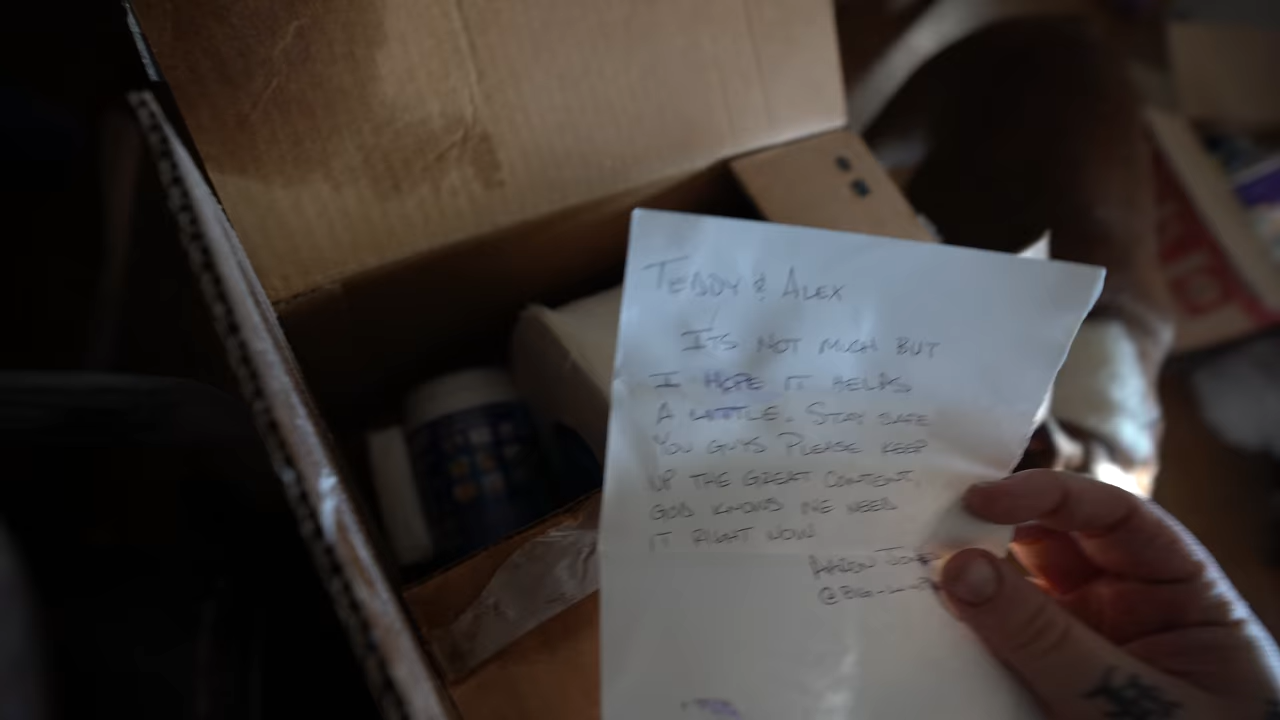 TEDDY & ALEX
ITS NOT MUCH BUT
I HOPE IT HELPS
A LITTLE. STAY SAFE
YOU GUYS PLEASE KEEP
UP THE GREAT CONTENT,
GOD KNOWS WE NEED
IT RIGHT NOW